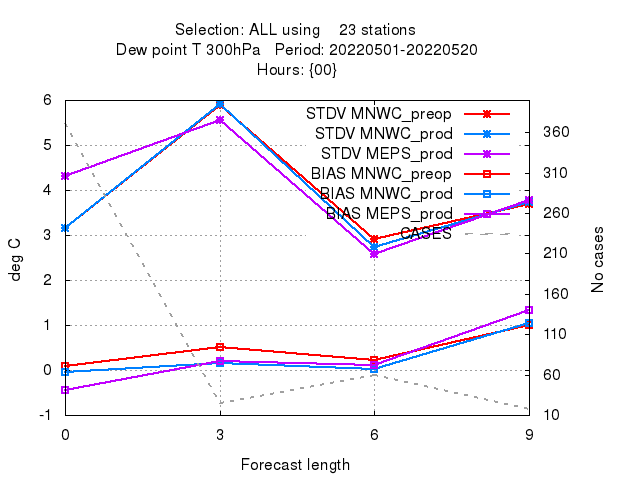 Selection: ALL using 23 stations
Dew point T 300hPa Period: 20220501-20220520
Hours: {00}
STDV MNWC_preop
STDV MNWC_prod
STDV MEPS_prod
BIAS MNWC_preop
BIAS MNWC_prod
BIAS MEPS_prod
CASES
deg C
6
5
4
3
2
1
0
-1
No cases
360
310
260
210
160
110
60
10
0 3 6 9
Forecast length